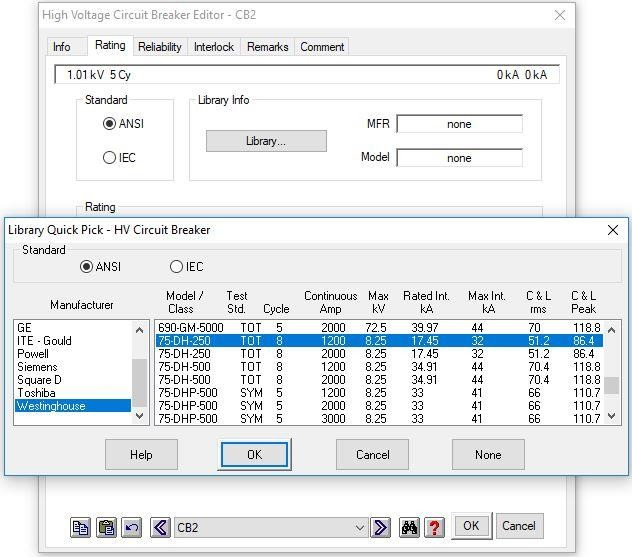 High Voltage Circuit Breaker Editor - CB2
Info Rating Reliability Interlock Remarks Comment
1.01 kV 5 Cy 0 kA 0 kA
Standard
ANSI
IEC
Library Info
Library...
MFR none
Model none
Rating
Library Quick Pick - HV Circuit Breaker
Standard
ANSI IEC
Manufacturer
GE
ITE - Gould
Powell
Siemens
Square D
Toshiba
Westinghouse
Model / Test Continuous Max Rated Int. Max Int. C & L C & L
Class Std. Cycle Amp kV kA kA rms Peak
690-GM-5000 TOT 5 2000 72.5 39.97 44 70 118.8
75-DH-250 TOT 8 1200 8.25 17.45 32 51.2 86.4
75-DH-250 TOT 8 2000 8.25 17.45 32 51.2 86.4
75-DH-500 TOT 8 1200 8.25 34.91 44 70.4 118.8
75-DH-500 TOT 8 2000 8.25 34.91 44 70.4 118.8
75-DHP-500 SYM 5 1200 8.25 33 41 66 110.7
75-DHP-500 SYM 5 2000 8.25 33 41 66 110.7
75-DHP-500 SYM 5 3000 8.25 33 41 66 110.7
Help OK Cancel None
CB2 ? OK Cancel